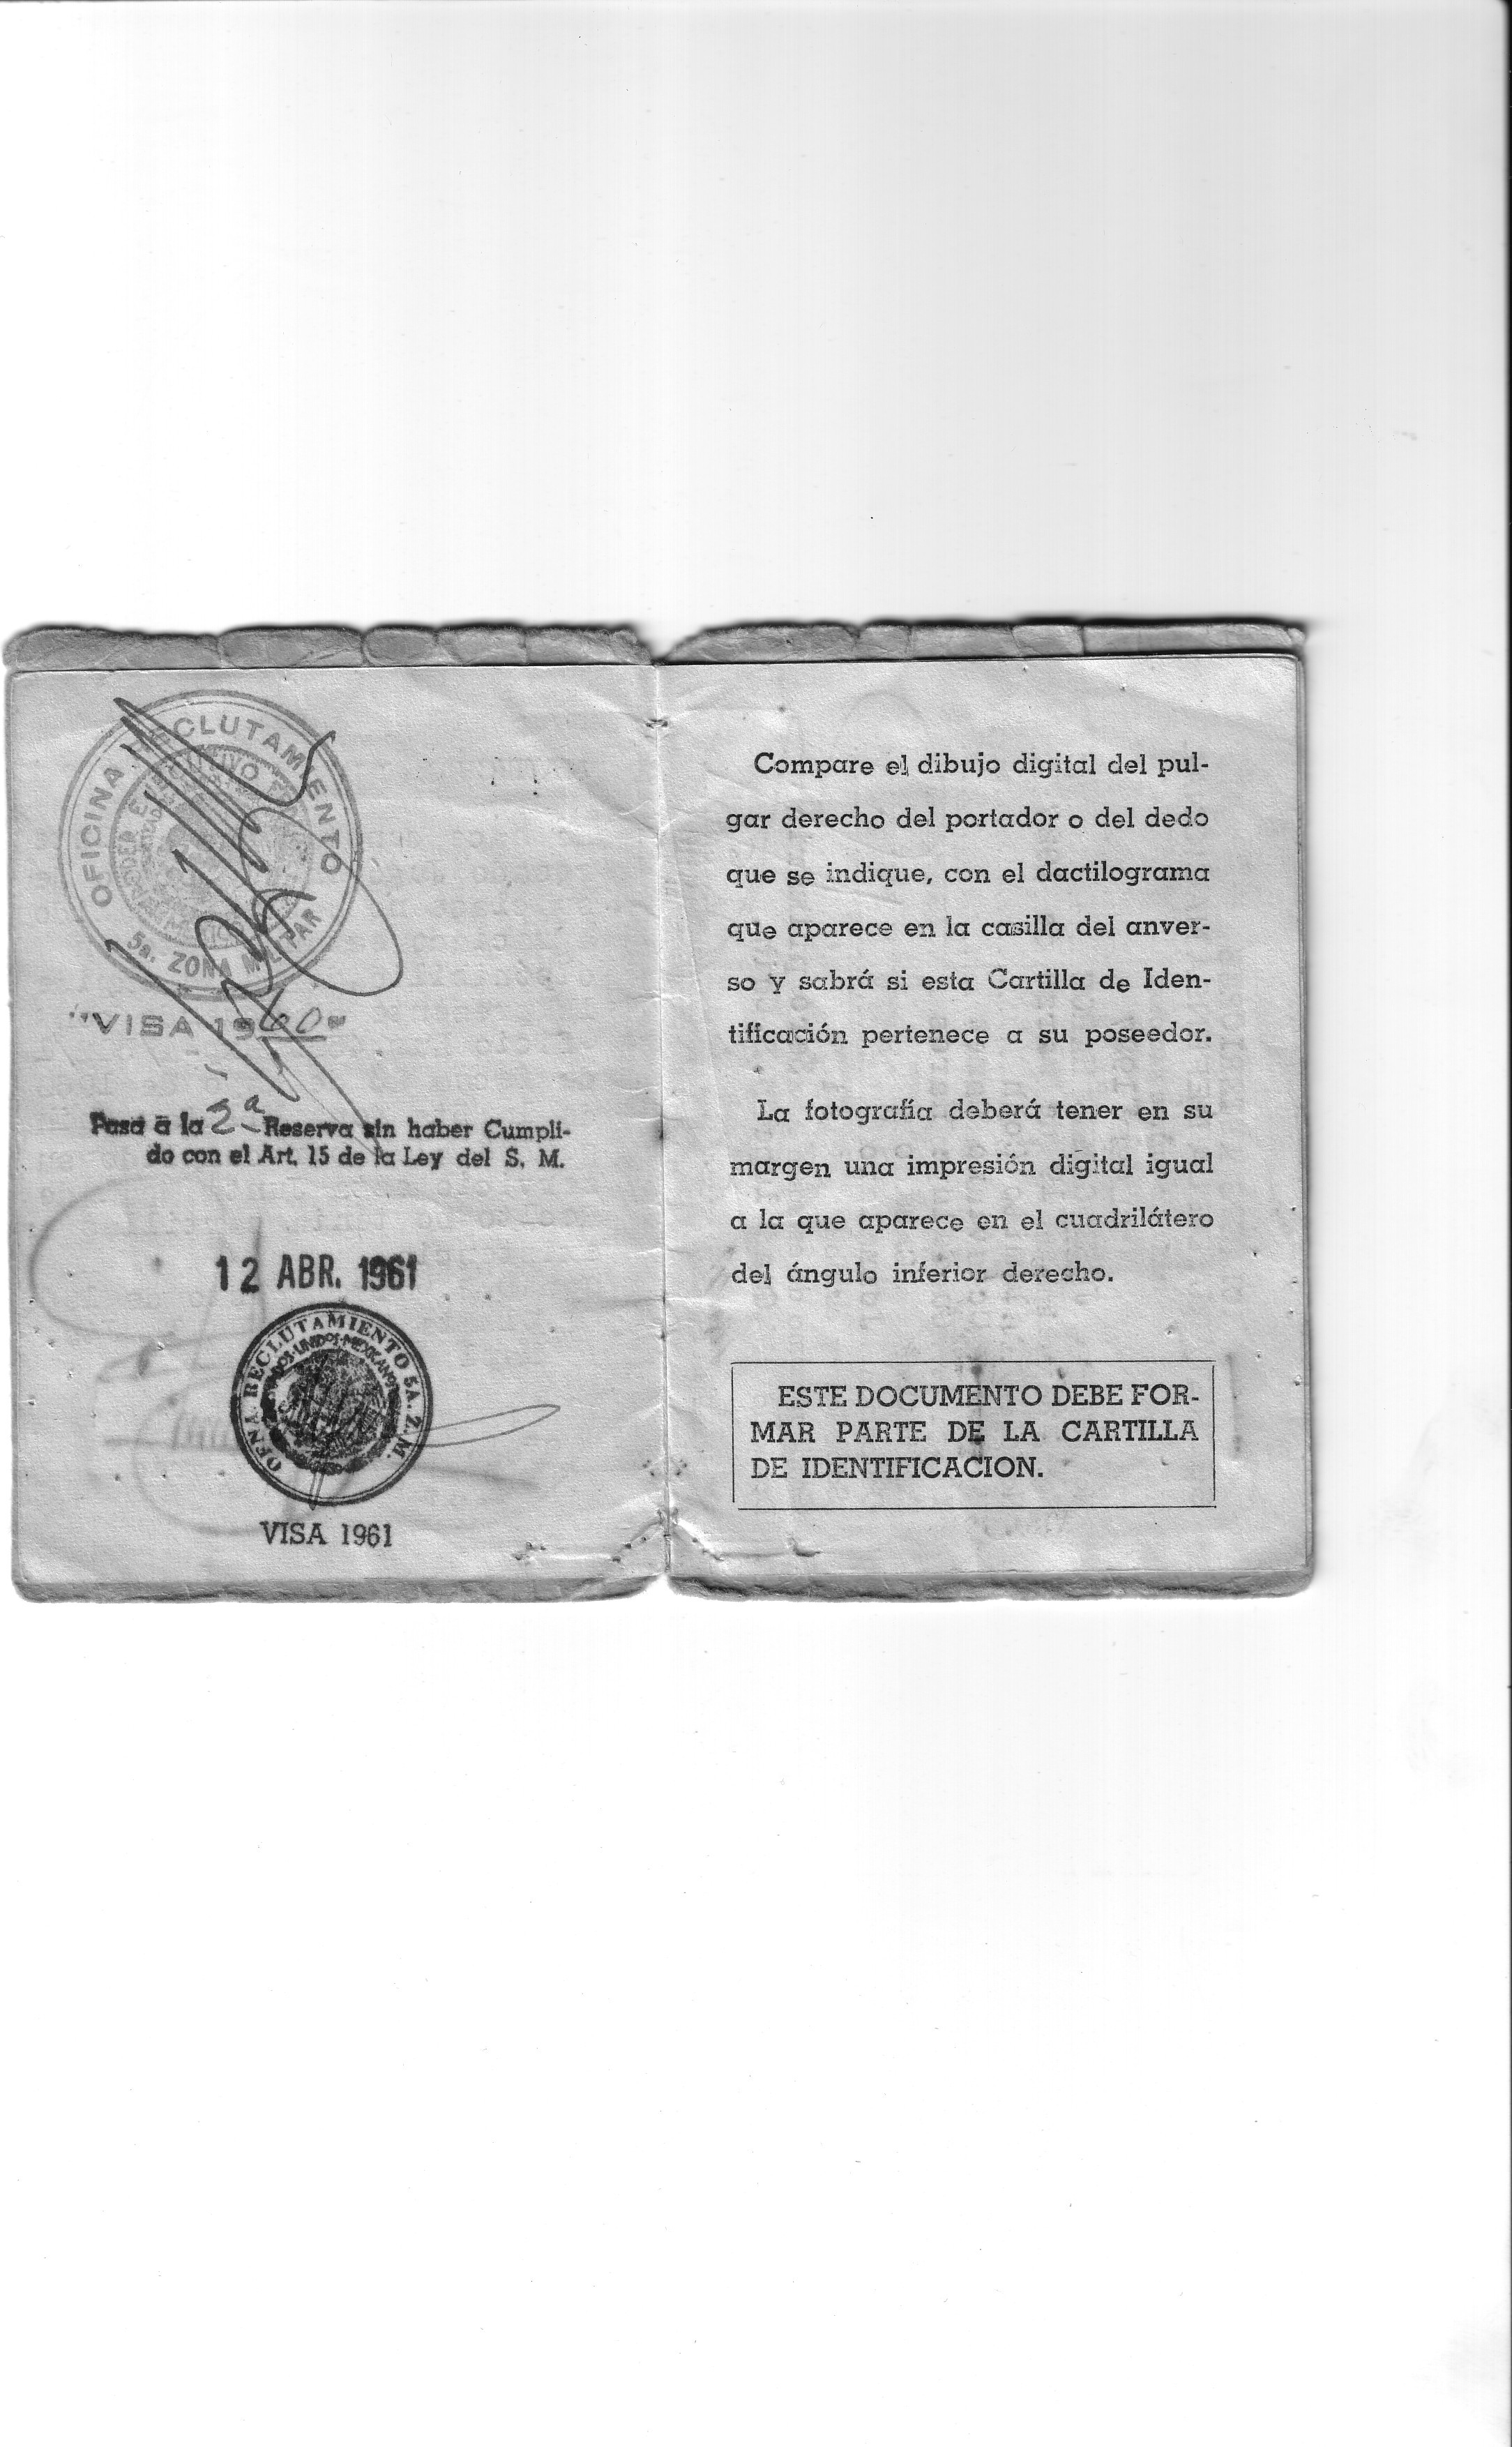 OFICINA RECLUTAMIENTO
PODER EJECUTIVO
5a. ZONA MILITAR
"VISA 1960"
Pasa a la 2a Reserva sin haber Cumpli-
do con el Art. 15 de la Ley del S. M.
12 ABR. 1961
OFNA. RECLUTAMIENTO 5A. Z. M.
UNIDOS MEXICANOS
VISA 1961
Compare el dibujo digital del pul-
gar derecho del portador o del dedo
que se indique, con el dactilograma
que aparece en la casilla del anver-
so y sabrá si esta Cartilla de Iden-
tificación pertenece a su poseedor.
La fotografía deberá tener en su
margen una impresión digital igual
a la que aparece en el cuadrilátero
del ángulo inferior derecho.
ESTE DOCUMENTO DEBE FOR-
MAR PARTE DE LA CARTILLA
DE IDENTIFICACION.